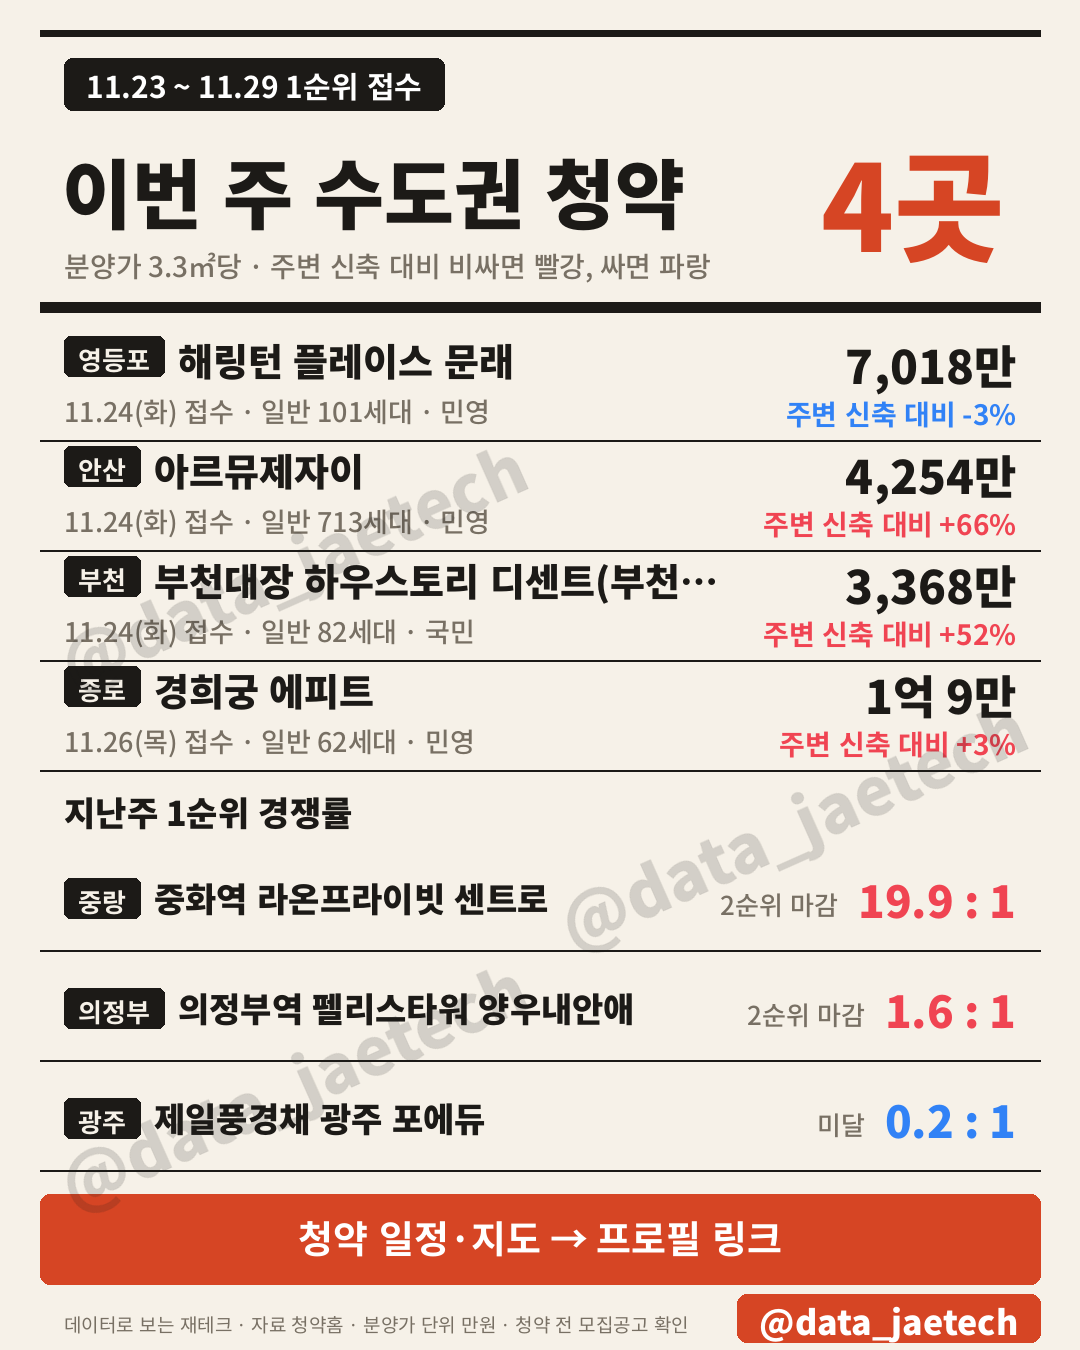 11.23 ~ 11.29 1순위 접수
이번 주 수도권 청약
4곳
분양가 3.3㎡당 · 주변 신축 대비 비싸면 빨강, 싸면 파랑
영등포 해링턴 플레이스 문래 7,018만
11.24(화) 접수 · 일반 101세대 · 민영 주변 신축 대비 -3%
안산 아르뮤제자이 4,254만
11.24(화) 접수 · 일반 713세대 · 민영 주변 신축 대비 +66%
부천 부천대장 하우스토리 디센트(부천… 3,368만
11.24(화) 접수 · 일반 82세대 · 국민 주변 신축 대비 +52%
종로 경희궁 에피트 1억 9만
11.26(목) 접수 · 일반 62세대 · 민영 주변 신축 대비 +3%
지난주 1순위 경쟁률
중랑 중화역 라온프라이빗 센트로 2순위 마감 19.9 : 1
의정부 의정부역 펠리스타워 양우내안애 2순위 마감 1.6 : 1
광주 제일풍경채 광주 포에듀 미달 0.2 : 1
청약 일정·지도 → 프로필 링크
데이터로 보는 재테크 · 자료 청약홈 · 분양가 단위 만원 · 청약 전 모집공고 확인
@data_jaetech
@data_jaetech
@data_jaetech
@data_jaetech